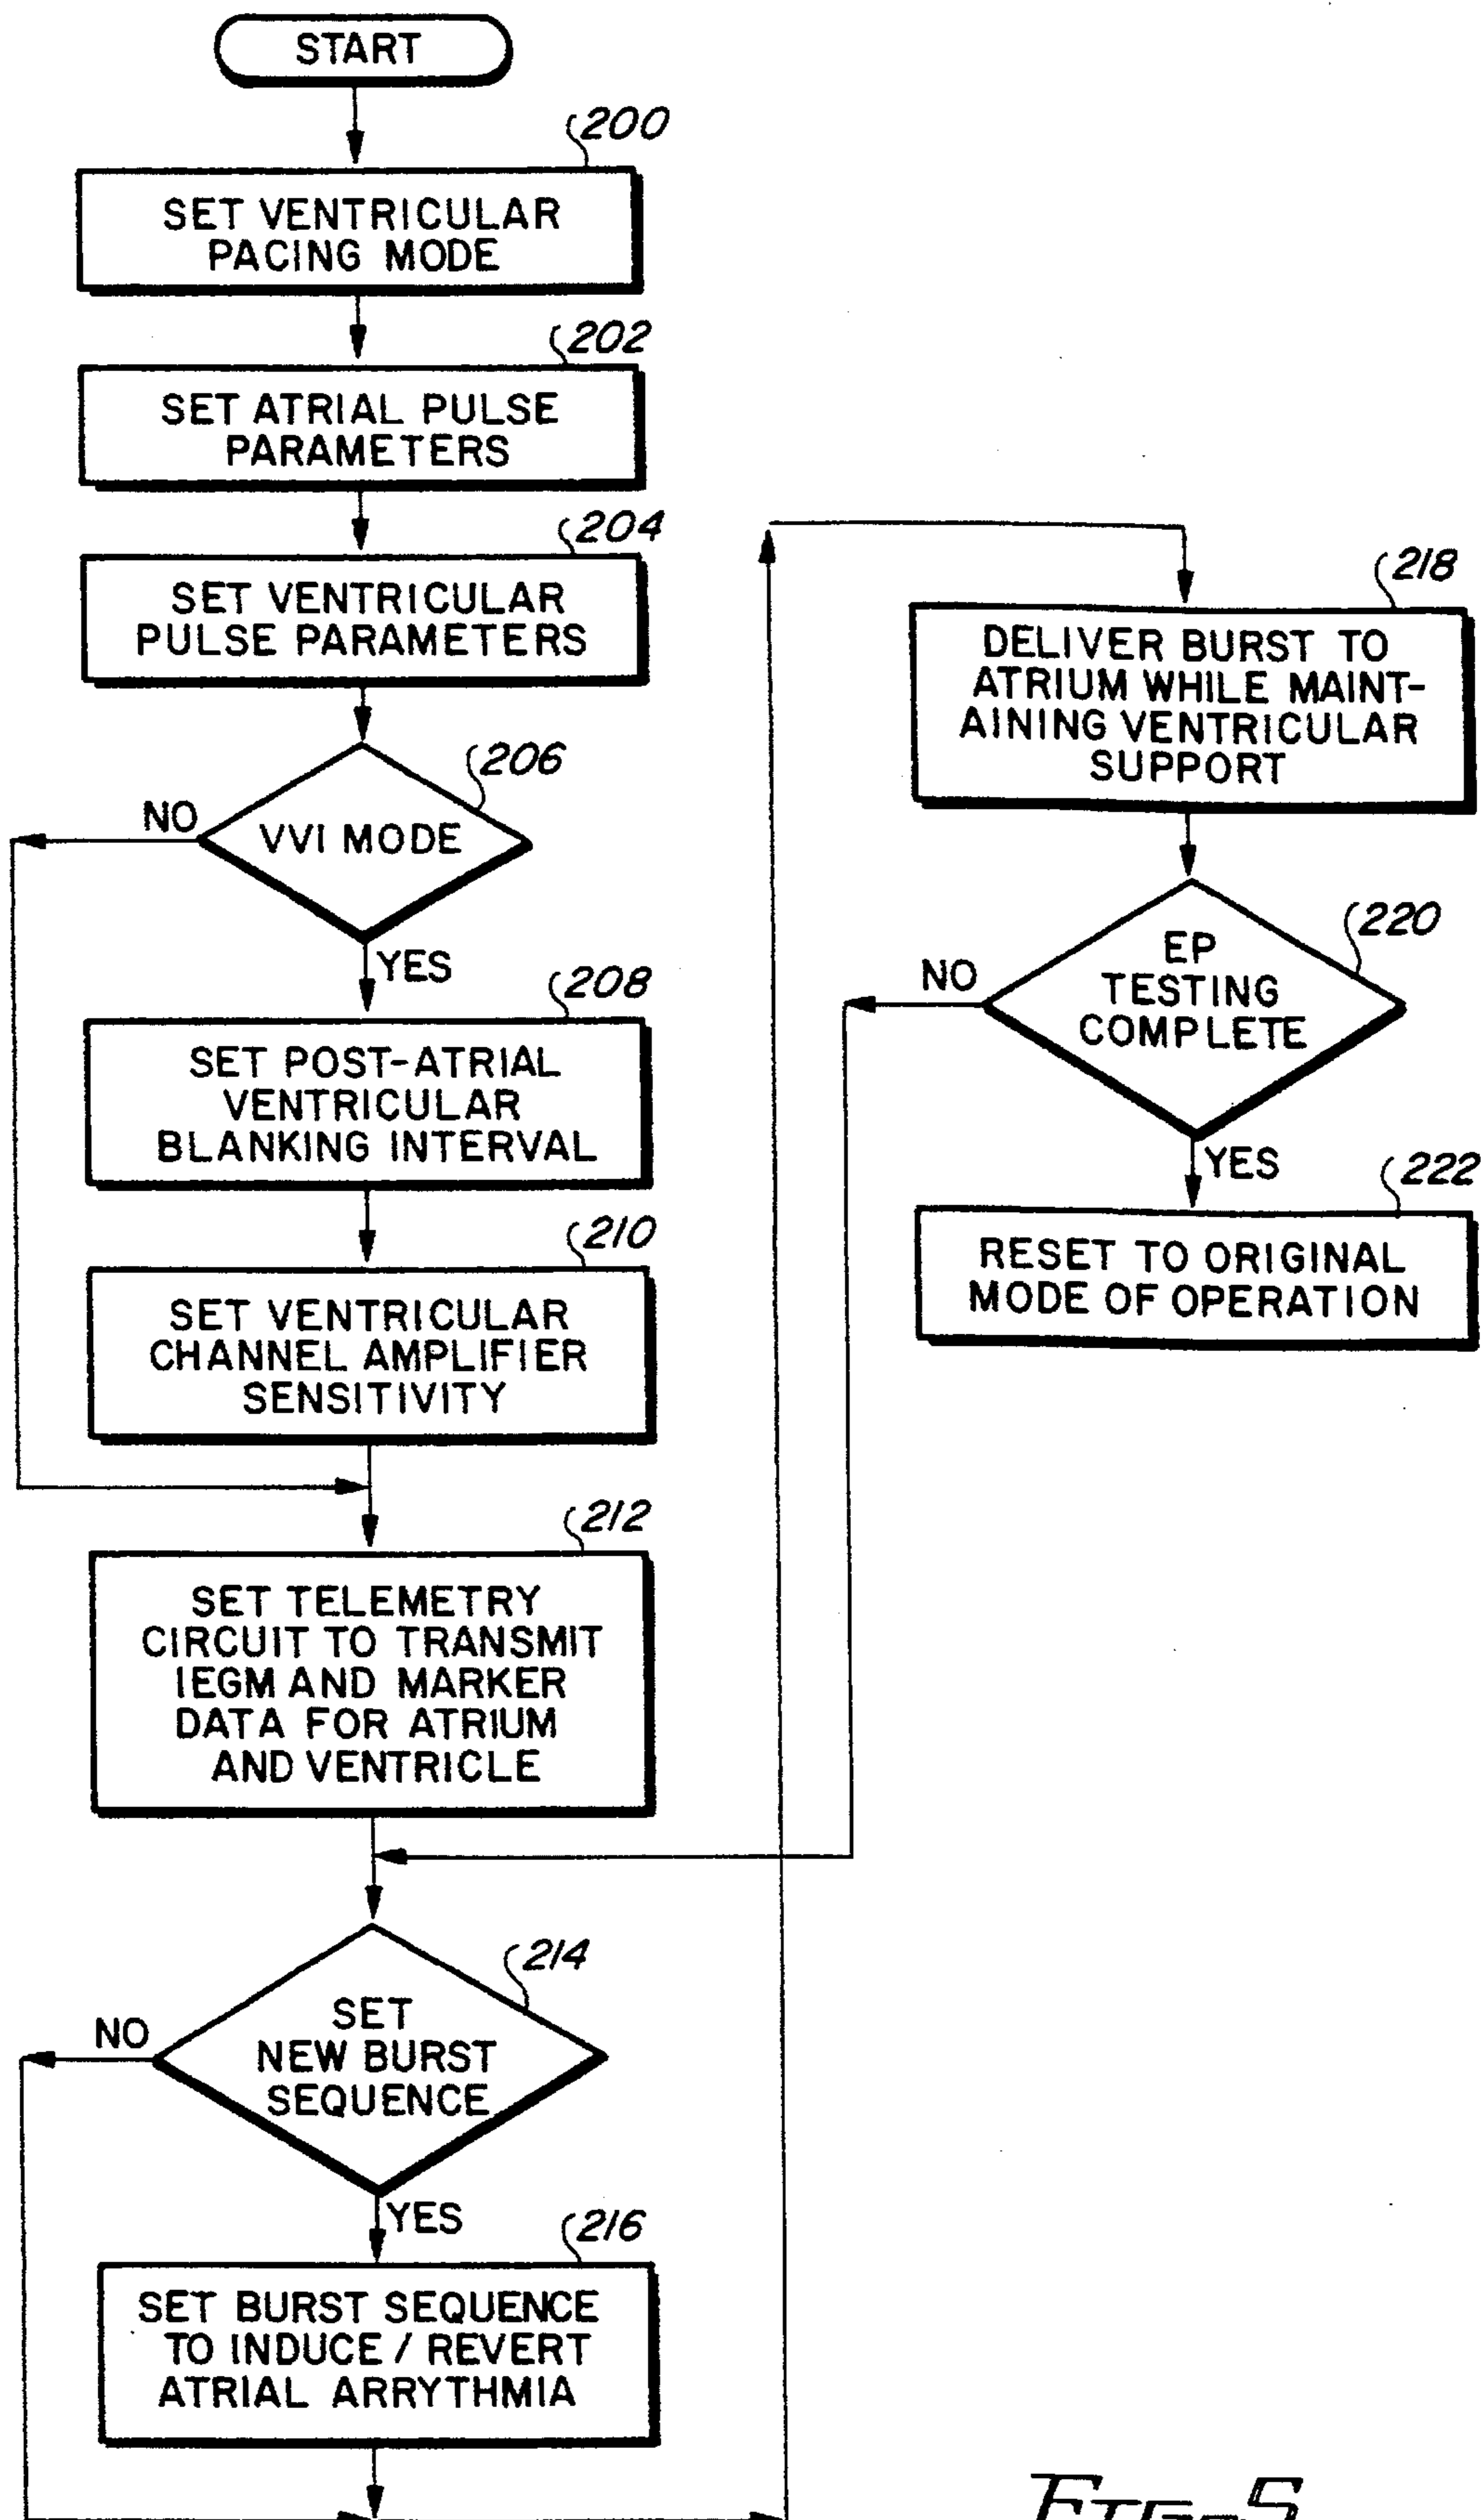 START
200
SET VENTRICULAR
PACING MODE
202
SET ATRIAL PULSE
PARAMETERS
204
SET VENTRICULAR
PULSE PARAMETERS
206
VVI MODE
NO
YES
208
SET POST-ATRIAL
VENTRICULAR
BLANKING INTERVAL
210
SET VENTRICULAR
CHANNEL AMPLIFIER
SENSITIVITY
212
SET TELEMETRY
CIRCUIT TO TRANSMIT
IEGM AND MARKER
DATA FOR ATRIUM
AND VENTRICLE
214
SET
NEW BURST
SEQUENCE
NO
YES
216
SET BURST SEQUENCE
TO INDUCE / REVERT
ATRIAL ARRYTHMIA
218
DELIVER BURST TO
ATRIUM WHILE MAINT-
AINING VENTRICULAR
SUPPORT
220
EP
TESTING
COMPLETE
NO
YES
222
RESET TO ORIGINAL
MODE OF OPERATION
FIG-5